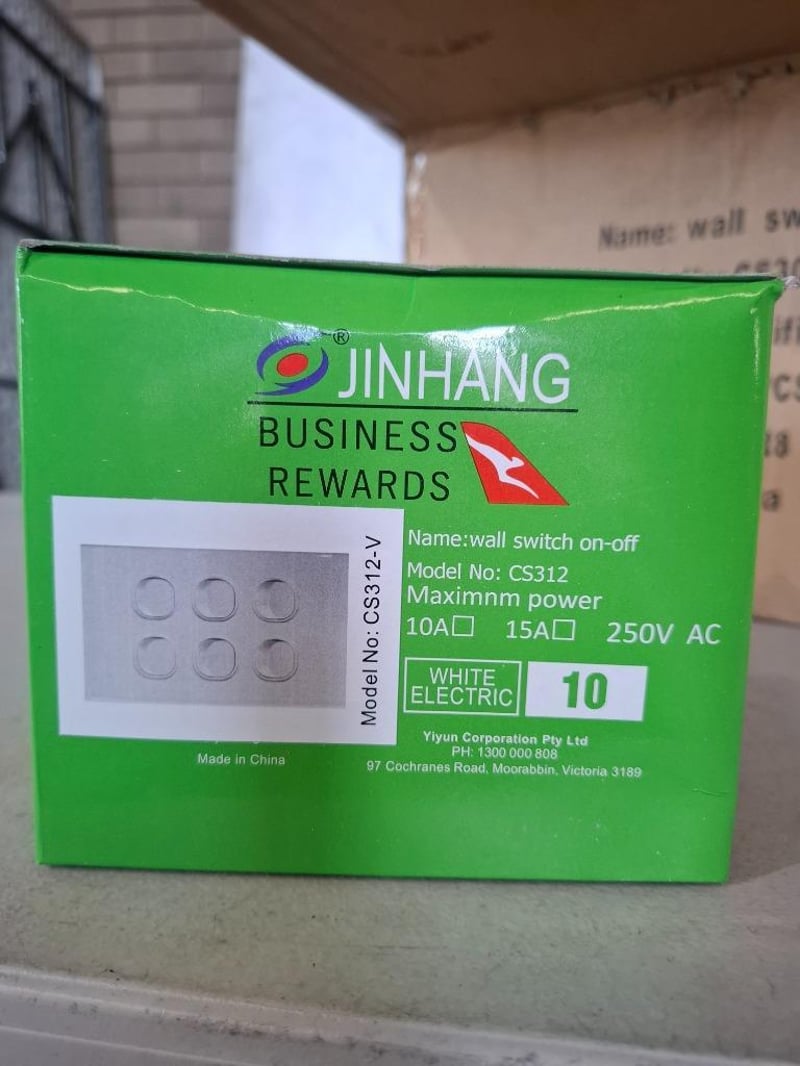 Name: wall sw
® JINHANG
BUSINESS
REWARDS
Model No: CS312-V
Name:wall switch on-off
Model No: CS312
Maximnm power
10A☐ 15A☐ 250V AC
WHITE
ELECTRIC
10
Yiyun Corporation Pty Ltd
PH: 1300 000 808
97 Cochranes Road, Moorabbin, Victoria 3189
Made in China